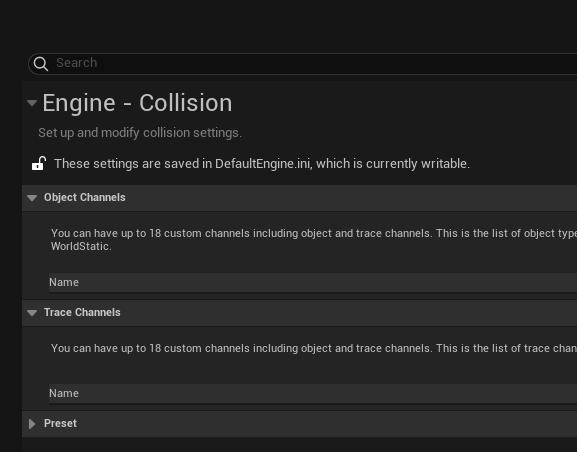 Search
Engine - Collision
Set up and modify collision settings.
These settings are saved in DefaultEngine.ini, which is currently writable.
Object Channels
You can have up to 18 custom channels including object and trace channels. This is the list of object type
WorldStatic.
Name
Trace Channels
You can have up to 18 custom channels including object and trace channels. This is the list of trace chan
Name
Preset